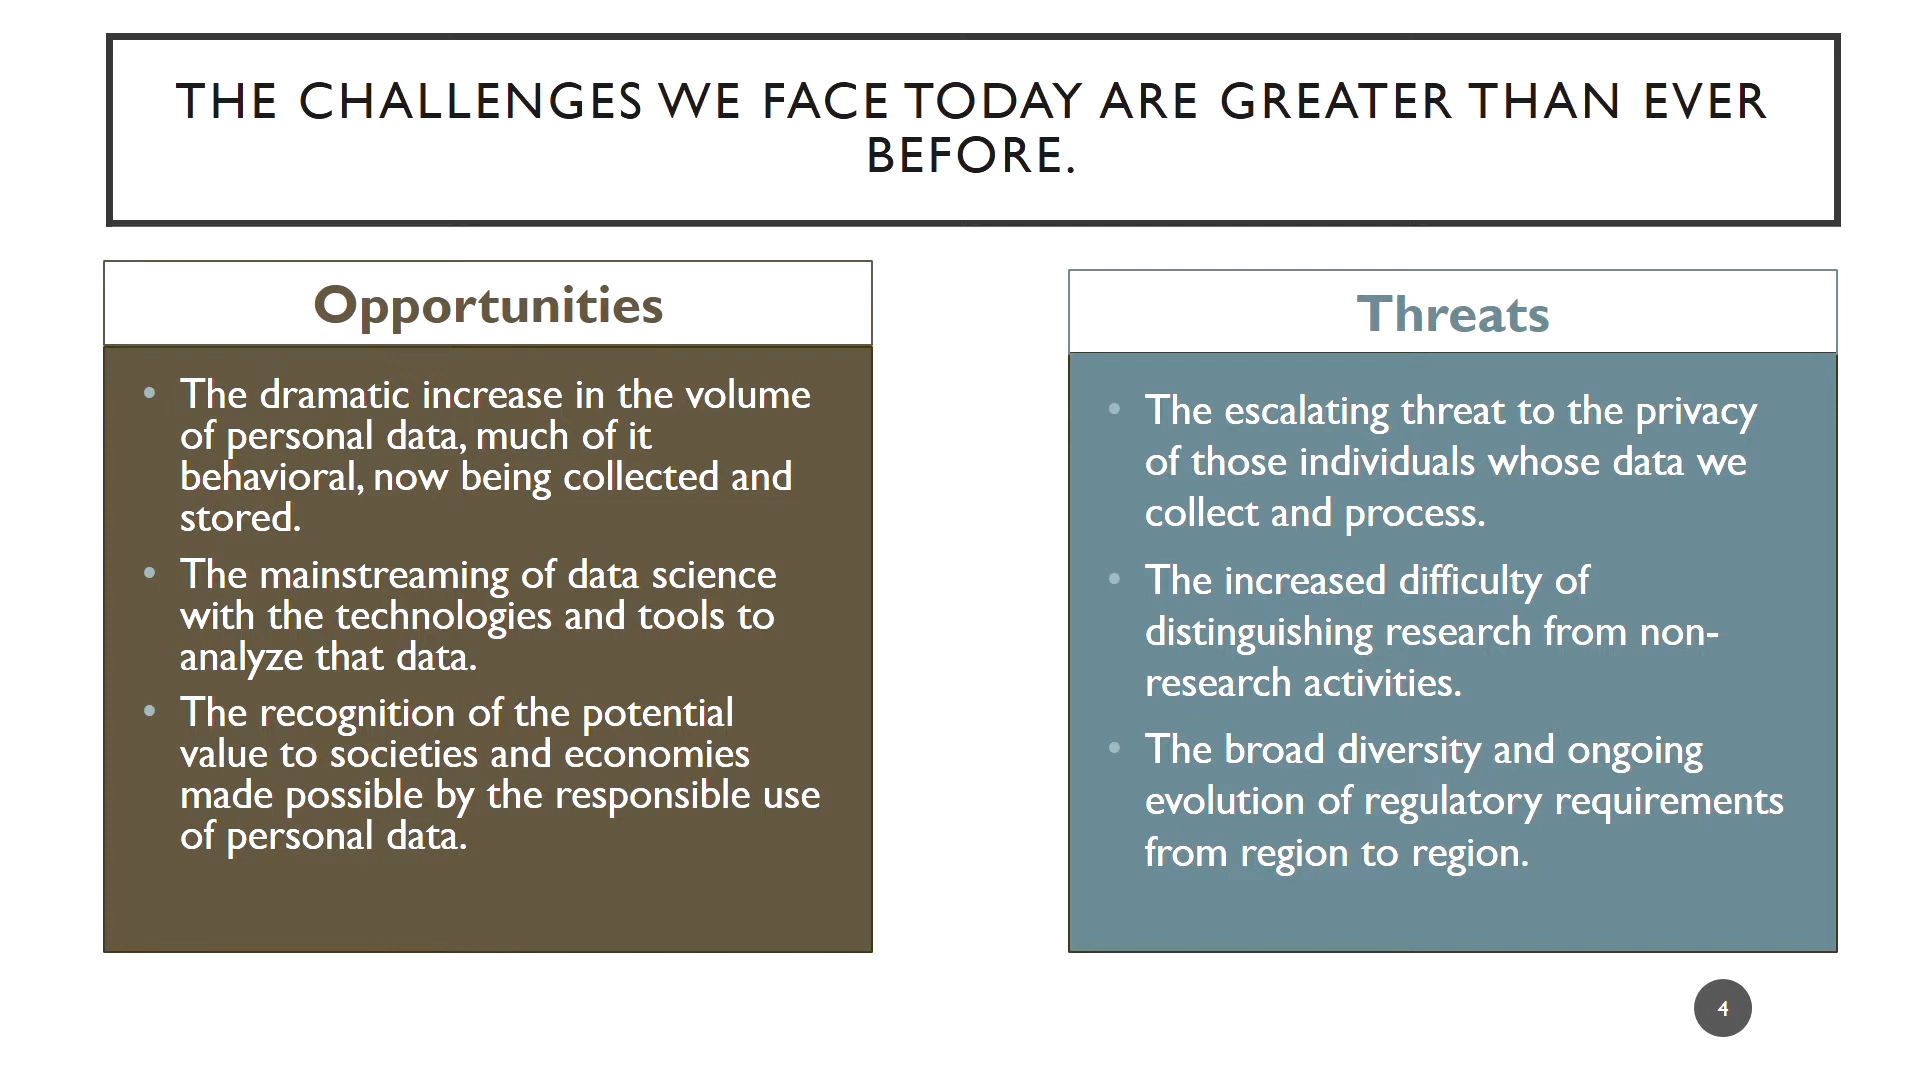 THE CHALLENGES WE FACE TODAY ARE GREATER THAN EVER
BEFORE.
Opportunities
• The dramatic increase in the volume
of personal data, much of it
behavioral, now being collected and
stored.
• The mainstreaming of data science
with the technologies and tools to
analyze that data.
• The recognition of the potential
value to societies and economies
made possible by the responsible use
of personal data.
Threats
• The escalating threat to the privacy
of those individuals whose data we
collect and process.
• The increased difficulty of
distinguishing research from non-
research activities.
• The broad diversity and ongoing
evolution of regulatory requirements
from region to region.
4